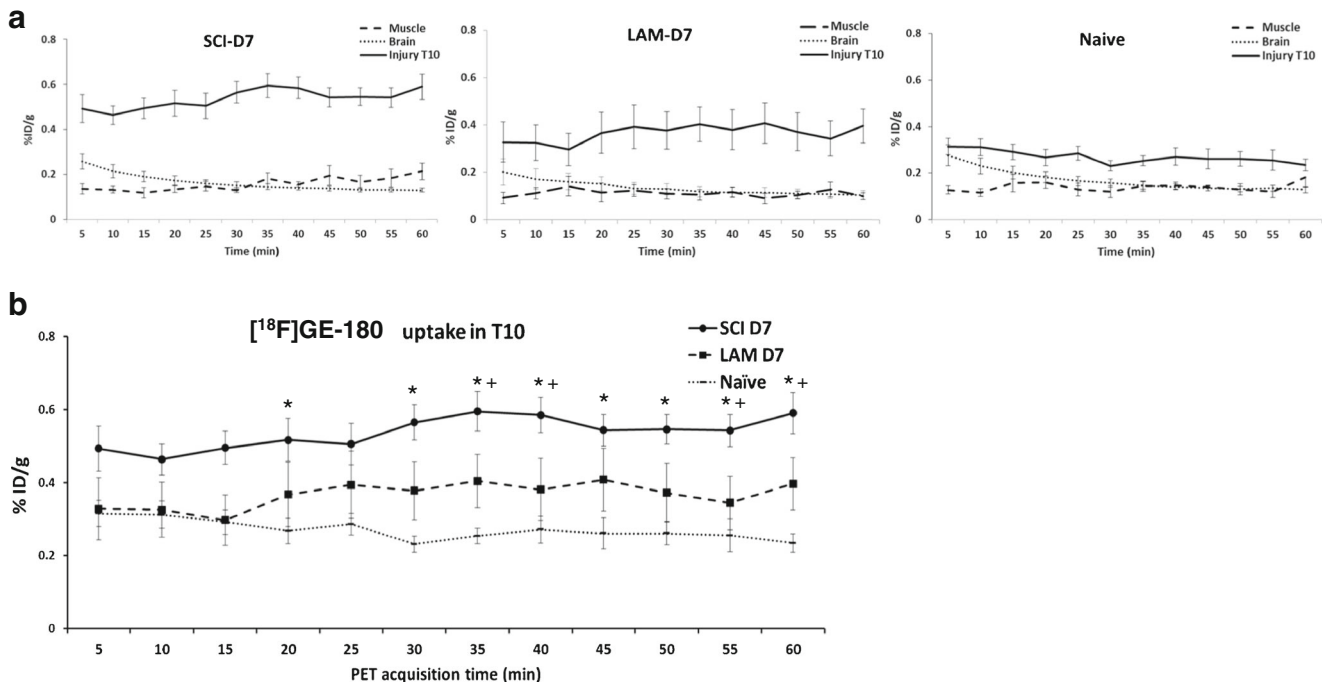 a
SCI-D7
Muscle
Brain
Injury T10
0.8
0.6
0.4
0.2
0
%ID/g
5 10 15 20 25 30 35 40 45 50 55 60
Time (min)
LAM-D7
Muscle
Brain
Injury T10
0.8
0.6
0.4
0.2
0
% ID/g
5 10 15 20 25 30 35 40 45 50 55 60
Time (min)
Naive
Muscle
Brain
Injury T10
0.8
0.6
0.4
0.2
0
% ID/g
5 10 15 20 25 30 35 40 45 50 55 60
Time (min)
b
[¹⁸F]GE-180 uptake in T10
SCI D7
LAM D7
Naïve
* * * + * + * * * + * +
0.8
0.6
0.4
0.2
0
% ID/g
5 10 15 20 25 30 35 40 45 50 55 60
PET acquisition time (min)